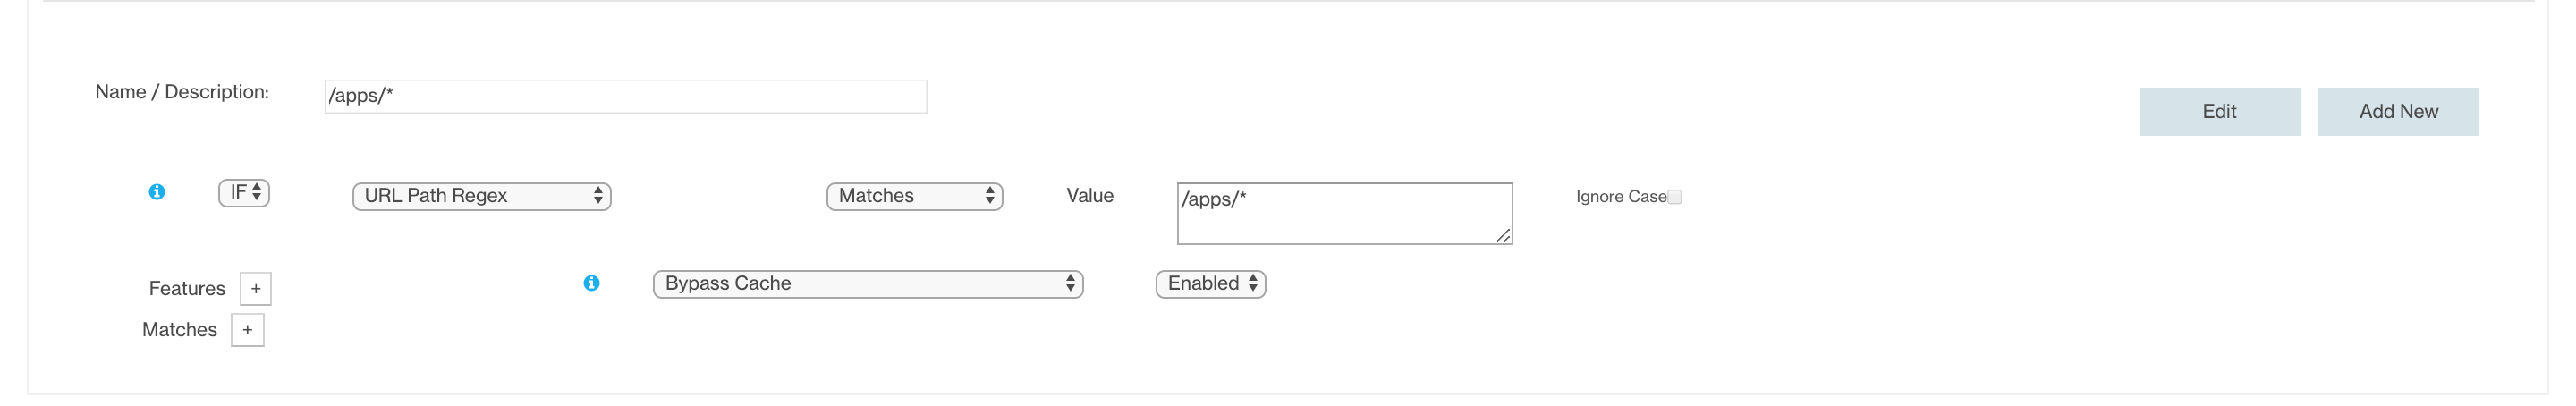 Name / Description: /apps/*
Edit Add New
IF URL Path Regex Matches Value /apps/* Ignore Case
Features + Bypass Cache Enabled
Matches +